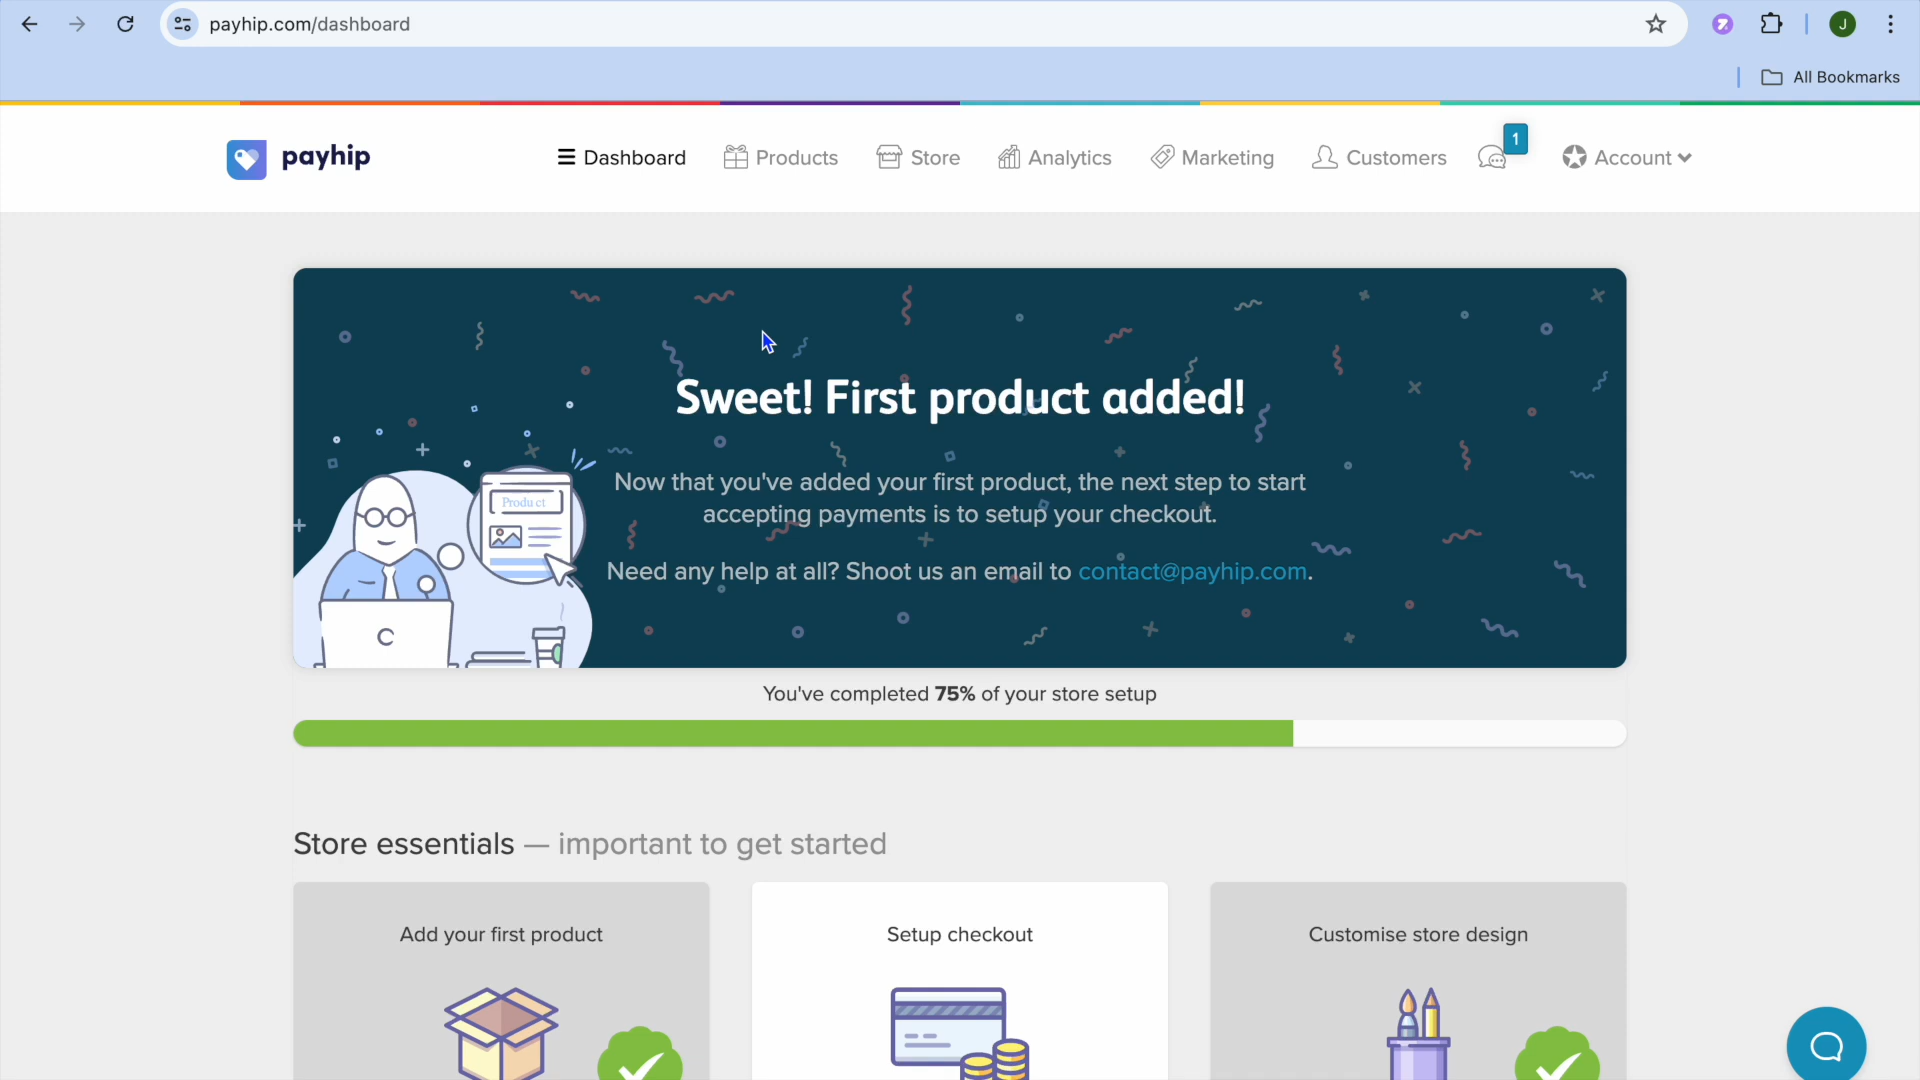 payhip.com/dashboard
J
All Bookmarks
payhip
Dashboard
Products
Store
Analytics
Marketing
Customers
1
Account
Sweet! First product added!
Now that you've added your first product, the next step to start
accepting payments is to setup your checkout.
Need any help at all? Shoot us an email to contact@payhip.com.
Product
You've completed 75% of your store setup
Store essentials — important to get started
Add your first product
Setup checkout
Customise store design